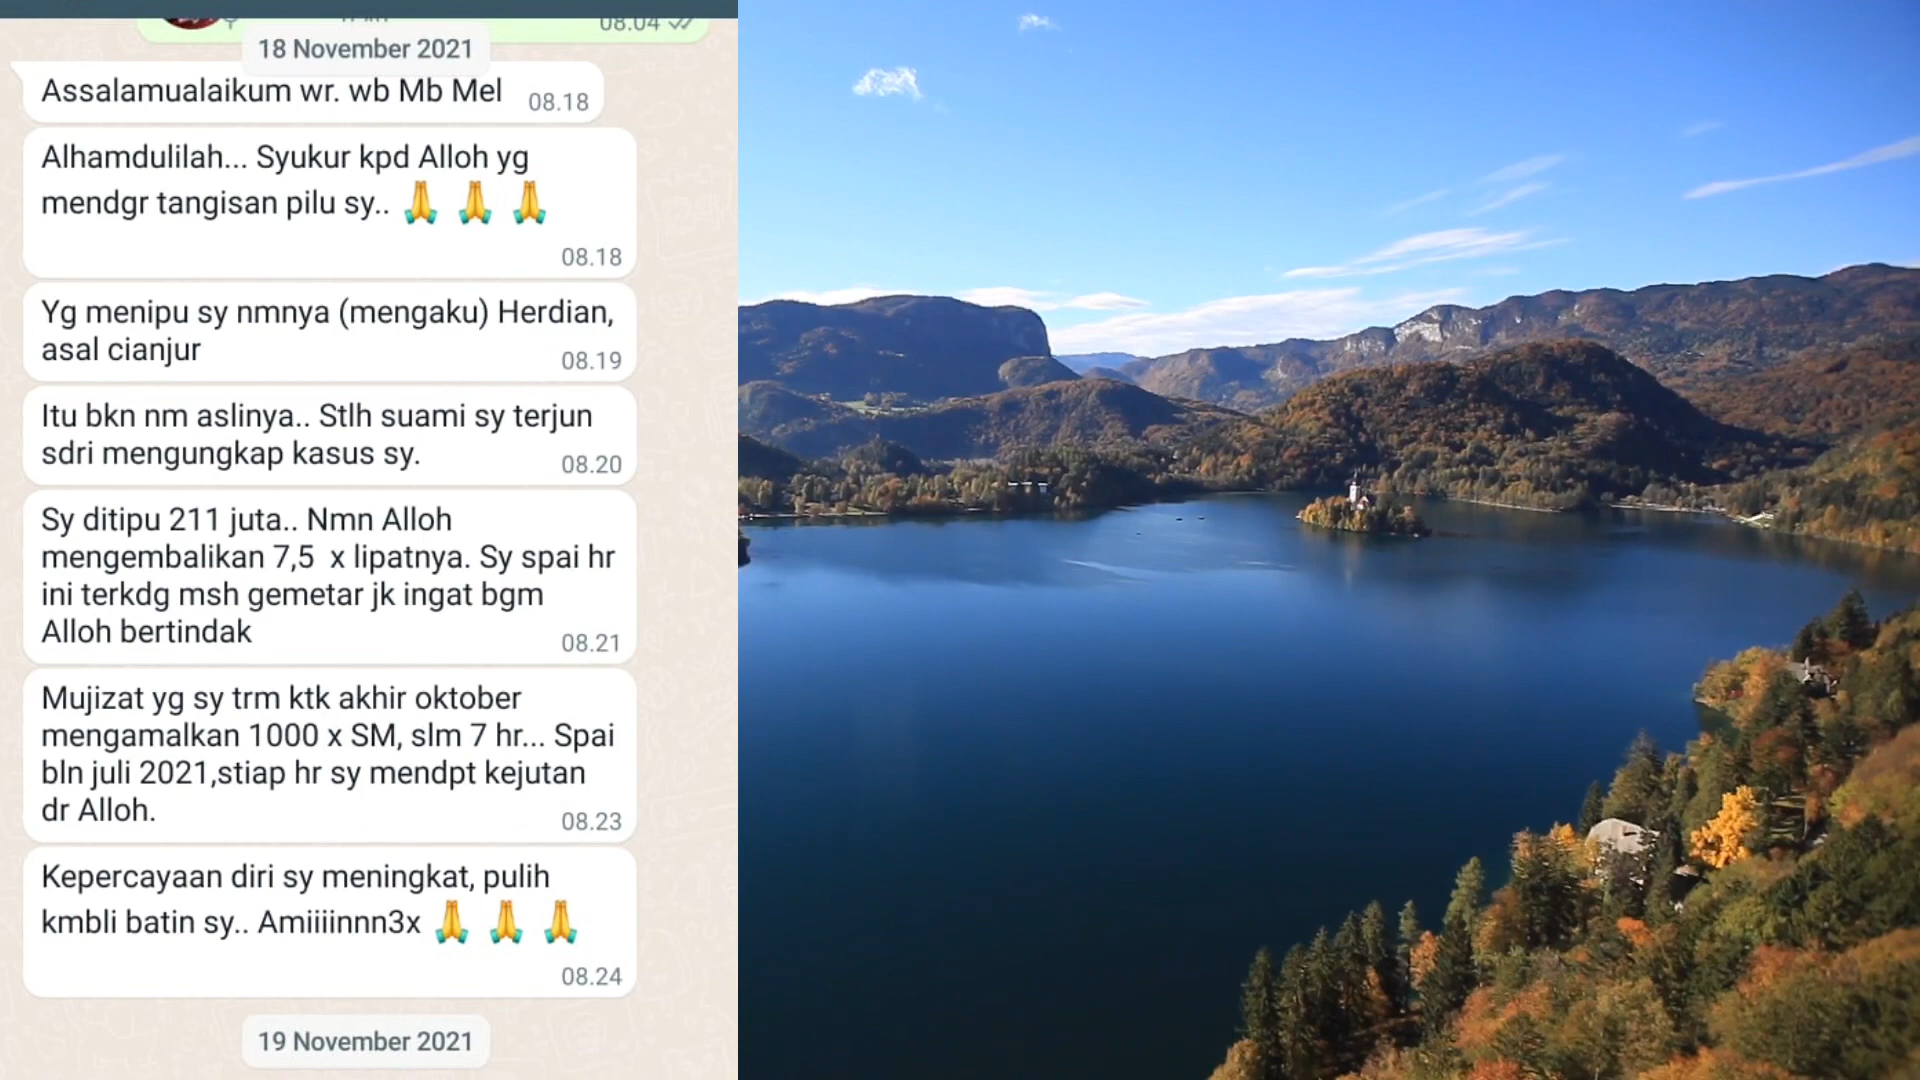 08.04
18 November 2021
Assalamualaikum wr. wb Mb Mel
08.18
Alhamdulilah... Syukur kpd Alloh yg
mendgr tangisan pilu sy.. 🙏 🙏 🙏
08.18
Yg menipu sy nmnya (mengaku) Herdian,
asal cianjur
08.19
Itu bkn nm aslinya.. Stlh suami sy terjun
sdri mengungkap kasus sy.
08.20
Sy ditipu 211 juta.. Nmn Alloh
mengembalikan 7,5 x lipatnya. Sy spai hr
ini terkdg msh gemetar jk ingat bgm
Alloh bertindak
08.21
Mujizat yg sy trm ktk akhir oktober
mengamalkan 1000 x SM, slm 7 hr... Spai
bln juli 2021,stiap hr sy mendpt kejutan
dr Alloh.
08.23
Kepercayaan diri sy meningkat, pulih
kmbli batin sy.. Amiiiinnn3x 🙏 🙏 🙏
08.24
19 November 2021